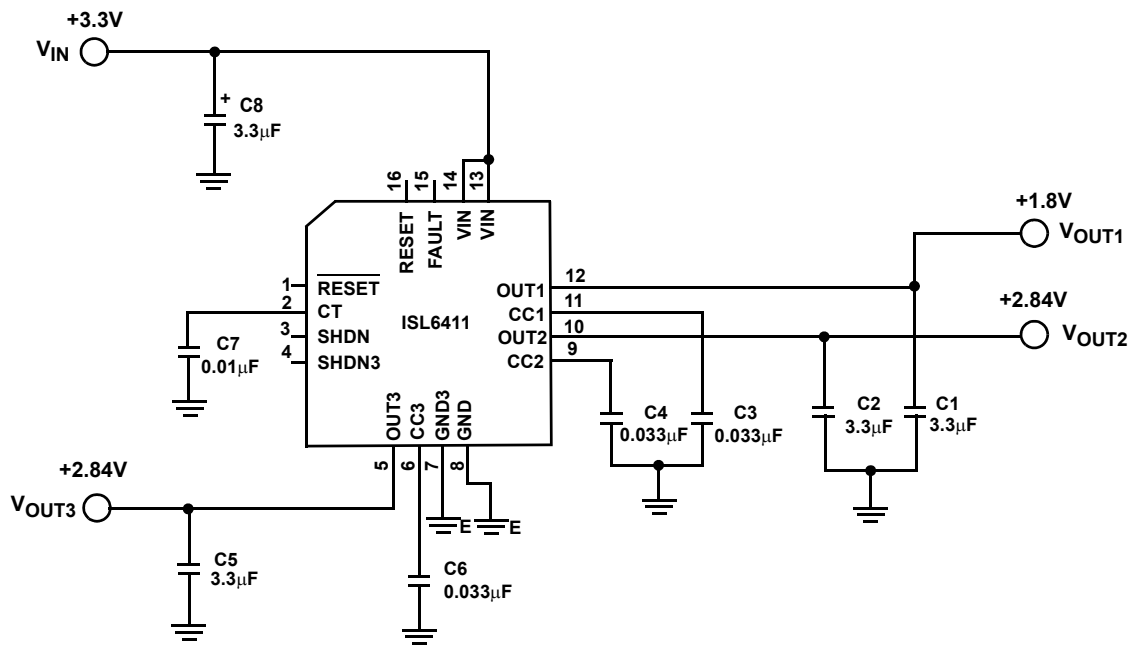 +3.3V
VIN
+
C8
3.3μF
16
15
14
13
RESET
FAULT
VIN
VIN
+1.8V
VOUT1
1
RESET
2
CT
3
SHDN
4
SHDN3
ISL6411
OUT1
12
CC1
11
OUT2
10
CC2
9
+2.84V
VOUT2
C7
0.01μF
OUT3
CC3
GND3
GND
5
6
7
8
C4
0.033μF
C3
0.033μF
C2
3.3μF
C1
3.3μF
+2.84V
VOUT3
E
E
C5
3.3μF
C6
0.033μF